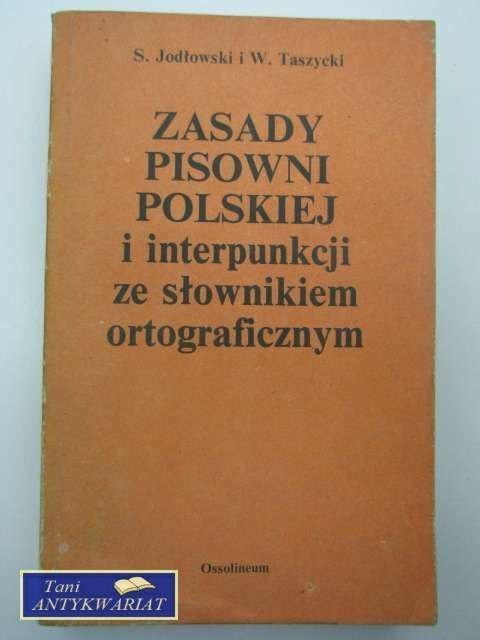 S. Jodłowski i W. Taszycki
ZASADY
PISOWNI
POLSKIEJ
i interpunkcji
ze słownikiem
ortograficznym
Ossolineum
Tani
ANTYKWARIAT